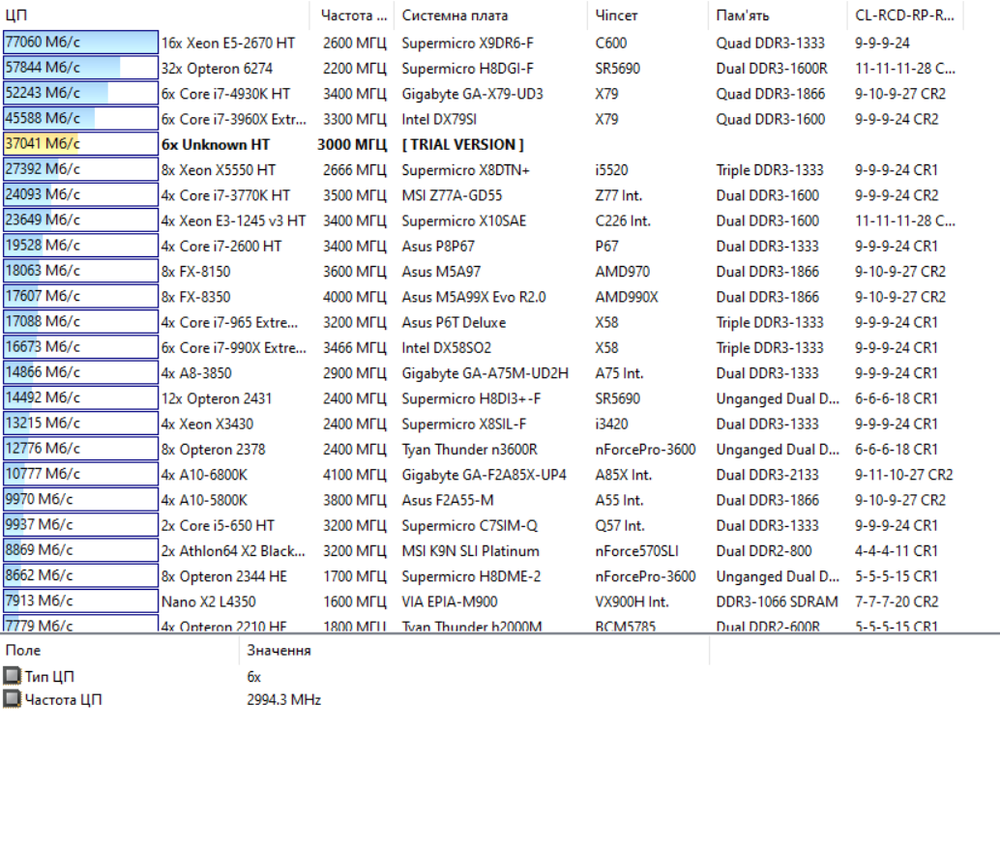 ЦП Частота ... Системна плата Чіпсет Пам'ять CL-RCD-RP-R...
77060 Мб/с 16x Xeon E5-2670 HT 2600 МГЦ Supermicro X9DR6-F C600 Quad DDR3-1333 9-9-9-24
57844 Мб/с 32x Opteron 6274 2200 МГЦ Supermicro H8DGI-F SR5690 Dual DDR3-1600R 11-11-11-28 C...
52243 Мб/с 6x Core i7-4930K HT 3400 МГЦ Gigabyte GA-X79-UD3 X79 Quad DDR3-1866 9-10-9-27 CR2
45588 Мб/с 6x Core i7-3960X Extr... 3300 МГЦ Intel DX79SI X79 Quad DDR3-1600 9-9-9-24 CR2
37041 Мб/с 6x Unknown HT 3000 МГЦ [ TRIAL VERSION ]
27392 Мб/с 8x Xeon X5550 HT 2666 МГЦ Supermicro X8DTN+ i5520 Triple DDR3-1333 9-9-9-24 CR1
24093 Мб/с 4x Core i7-3770K HT 3500 МГЦ MSI Z77A-GD55 Z77 Int. Dual DDR3-1600 9-9-9-24 CR2
23649 Мб/с 4x Xeon E3-1245 v3 HT 3400 МГЦ Supermicro X10SAE C226 Int. Dual DDR3-1600 11-11-11-28 C...
19528 Мб/с 4x Core i7-2600 HT 3400 МГЦ Asus P8P67 P67 Dual DDR3-1333 9-9-9-24 CR1
18063 Мб/с 8x FX-8150 3600 МГЦ Asus M5A97 AMD970 Dual DDR3-1866 9-10-9-27 CR2
17607 Мб/с 8x FX-8350 4000 МГЦ Asus M5A99X Evo R2.0 AMD990X Dual DDR3-1866 9-10-9-27 CR2
17088 Мб/с 4x Core i7-965 Extre... 3200 МГЦ Asus P6T Deluxe X58 Triple DDR3-1333 9-9-9-24 CR1
16673 Мб/с 6x Core i7-990X Extre... 3466 МГЦ Intel DX58SO2 X58 Triple DDR3-1333 9-9-9-24 CR1
14866 Мб/с 4x A8-3850 2900 МГЦ Gigabyte GA-A75M-UD2H A75 Int. Dual DDR3-1333 9-9-9-24 CR1
14492 Мб/с 12x Opteron 2431 2400 МГЦ Supermicro H8DI3+-F SR5690 Unganged Dual D... 6-6-6-18 CR1
13215 Мб/с 4x Xeon X3430 2400 МГЦ Supermicro X8SIL-F i3420 Dual DDR3-1333 9-9-9-24 CR1
12776 Мб/с 8x Opteron 2378 2400 МГЦ Tyan Thunder n3600R nForcePro-3600 Unganged Dual D... 6-6-6-18 CR1
10777 Мб/с 4x A10-6800K 4100 МГЦ Gigabyte GA-F2A85X-UP4 A85X Int. Dual DDR3-2133 9-11-10-27 CR2
9970 Мб/с 4x A10-5800K 3800 МГЦ Asus F2A55-M A55 Int. Dual DDR3-1866 9-10-9-27 CR2
9937 Мб/с 2x Core i5-650 HT 3200 МГЦ Supermicro C7SIM-Q Q57 Int. Dual DDR3-1333 9-9-9-24 CR1
8869 Мб/с 2x Athlon64 X2 Black... 3200 МГЦ MSI K9N SLI Platinum nForce570SLI Dual DDR2-800 4-4-4-11 CR1
8662 Мб/с 8x Opteron 2344 HE 1700 МГЦ Supermicro H8DME-2 nForcePro-3600 Unganged Dual D... 5-5-5-15 CR1
7913 Мб/с Nano X2 L4350 1600 МГЦ VIA EPIA-M900 VX900H Int. DDR3-1066 SDRAM 7-7-7-20 CR2
7779 Мб/с 4x Opteron 2210 HE 1800 МГЦ Tyan Thunder h2000M BCM5785 Dual DDR2-600R 5-5-5-15 CR1
Поле Значення
Тип ЦП 6x
Частота ЦП 2994.3 MHz